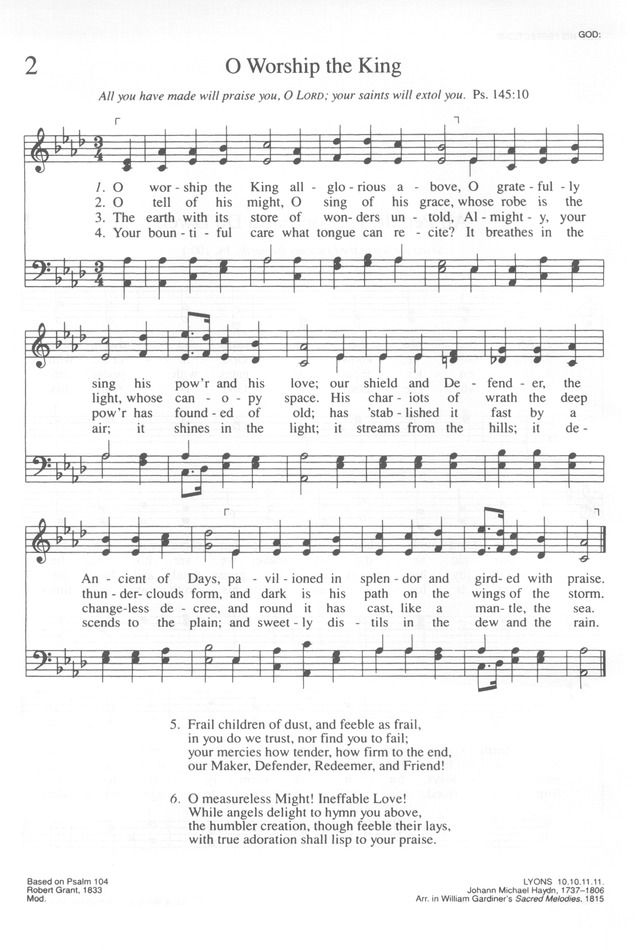 GOD:
2
O Worship the King
All you have made will praise you, O LORD; your saints will extol you. Ps. 145:10
1. O wor - ship the King all - glo - rious a - bove, O grate - ful - ly
2. O tell of his might, O sing of his grace, whose robe is the
3. The earth with its store of won - ders un - told, Al - might - y, your
4. Your boun - ti - ful care what tongue can re - cite? It breathes in the
sing his pow'r and his love; our shield and De - fend - er, the
light, whose can - o - py space. His char - iots of wrath the deep
pow'r has found - ed of old; has 'stab - lished it fast by a
air; it shines in the light; it streams from the hills; it de -
An - cient of Days, pa - vil - ioned in splen - dor and gird - ed with praise.
thun - der - clouds form, and dark is his path on the wings of the storm.
change - less de - cree, and round it has cast, like a man - tle, the sea.
scends to the plain; and sweet - ly dis - tils in the dew and the rain.
5. Frail children of dust, and feeble as frail,
in you do we trust, nor find you to fail;
your mercies how tender, how firm to the end,
our Maker, Defender, Redeemer, and Friend!
6. O measureless Might! Ineffable Love!
While angels delight to hymn you above,
the humbler creation, though feeble their lays,
with true adoration shall lisp to your praise.
Based on Psalm 104
Robert Grant, 1833
Mod.
LYONS 10.10.11.11.
Johann Michael Haydn, 1737–1806
Arr. in William Gardiner's Sacred Melodies, 1815